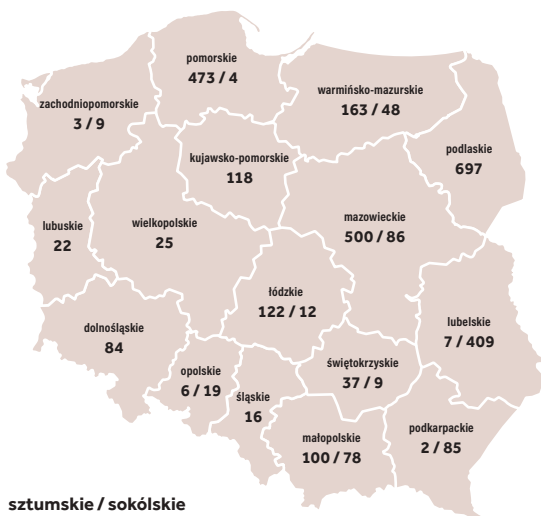 pomorskie
473 / 4
warmińsko-mazurskie
163 / 48
zachodniopomorskie
3 / 9
podlaskie
697
kujawsko-pomorskie
118
mazowieckie
500 / 86
lubuskie
22
wielkopolskie
25
łódzkie
122 / 12
lubelskie
7 / 409
dolnośląskie
84
świętokrzyskie
37 / 9
opolskie
6 / 19
śląskie
16
podkarpackie
2 / 85
małopolskie
100 / 78
sztumskie / sokólskie